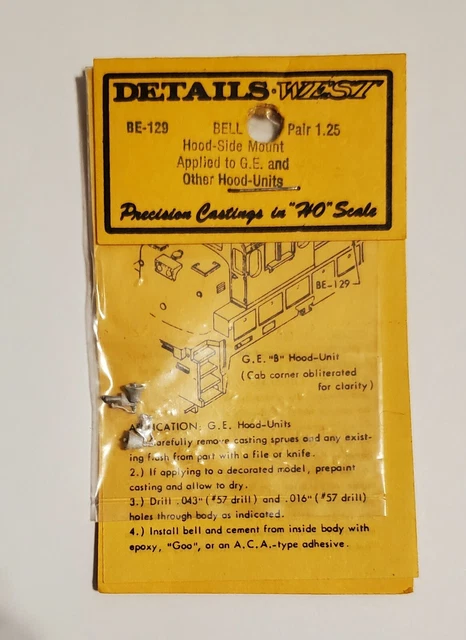 DETAILS·WEST
BE-129 BELL Pair 1.25
Hood-Side Mount
Applied to G.E. and
Other Hood-Units
Precision Castings in "HO" Scale
BE-129
G.E. "B" Hood-Unit
(Cab corner obliterated
for clarity)
APPLICATION: G.E. Hood-Units
Carefully remove casting sprues and any exist-
ing flash from part with a file or knife.
2.) If applying to a decorated model, prepaint
casting and allow to dry.
3.) Drill .043" (#57 drill) and .016" (#57 drill)
holes through body as indicated.
4.) Install bell and cement from inside body with
epoxy, "Goo", or an A.C.A.-type adhesive.